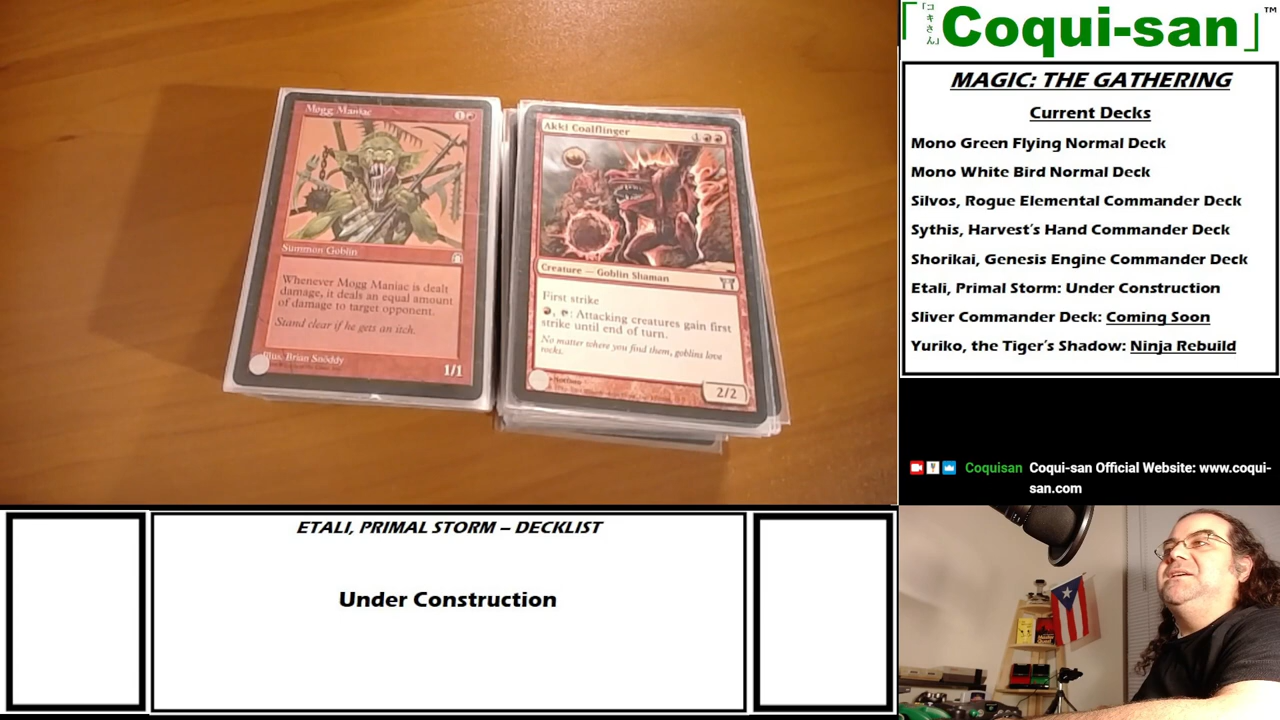 Mogg Maniac
1
Summon Goblin
Whenever Mogg Maniac is dealt
damage, it deals an equal amount
of damage to target opponent.
Stand clear if he gets an itch.
Illus. Brian Snõddy
1/1
Akki Coalflinger
1
Creature — Goblin Shaman
First strike
: Attacking creatures gain first
strike until end of turn.
No matter where you find them, goblins love
rocks.
2/2
「コキさん」
「Coqui-san」™
MAGIC: THE GATHERING
Current Decks
Mono Green Flying Normal Deck
Mono White Bird Normal Deck
Silvos, Rogue Elemental Commander Deck
Sythis, Harvest's Hand Commander Deck
Shorikai, Genesis Engine Commander Deck
Etali, Primal Storm: Under Construction
Sliver Commander Deck: Coming Soon
Yuriko, the Tiger's Shadow: Ninja Rebuild
Coquisan Coqui-san Official Website: www.coqui-
san.com
ETALI, PRIMAL STORM – DECKLIST
Under Construction